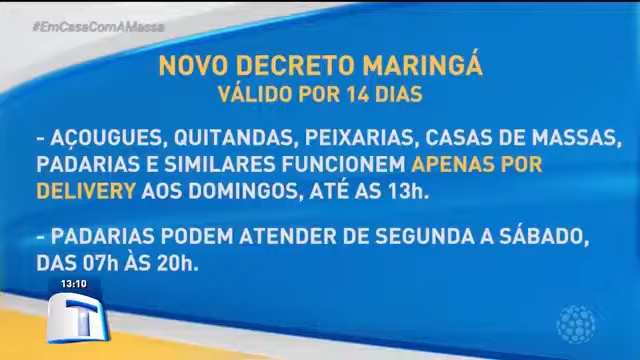 #EmCasaComAMassa
NOVO DECRETO MARINGÁ
VÁLIDO POR 14 DIAS
- AÇOUGUES, QUITANDAS, PEIXARIAS, CASAS DE MASSAS,
PADARIAS E SIMILARES FUNCIONEM APENAS POR
DELIVERY AOS DOMINGOS, ATÉ AS 13h.
- PADARIAS PODEM ATENDER DE SEGUNDA A SÁBADO,
DAS 07h ÀS 20h.
13:10
T